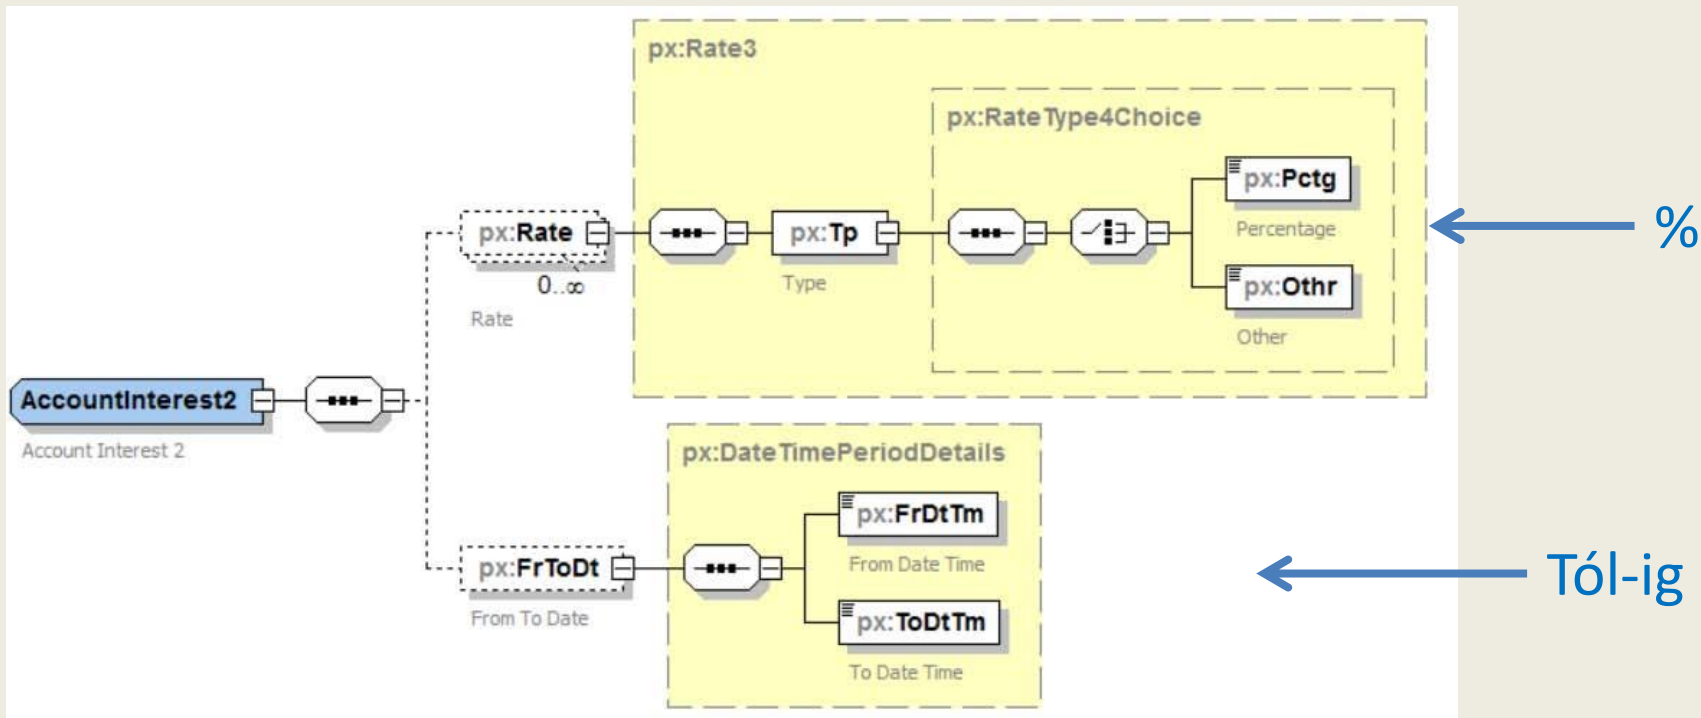 px:Rate3
px:RateType4Choice
px:Pctg
Percentage
%
px:Rate
0..∞
Rate
px:Tp
Type
px:Othr
Other
AccountInterest2
Account Interest 2
px:DateTimePeriodDetails
px:FrDtTm
From Date Time
px:FrToDt
From To Date
Tól-ig
px:ToDtTm
To Date Time